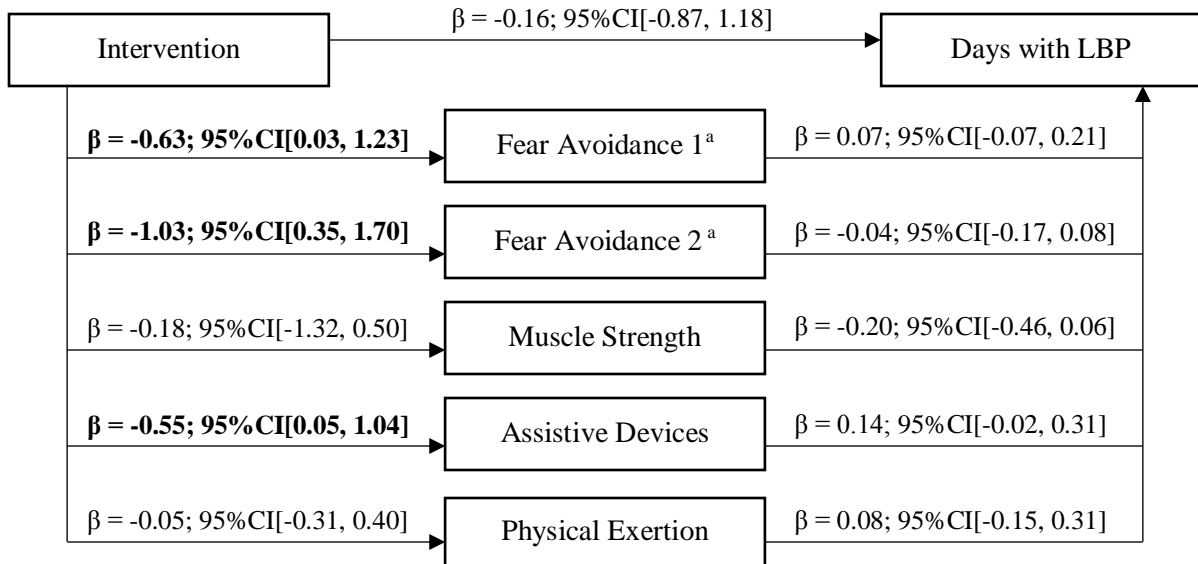 β = -0.16; 95%CI[-0.87, 1.18]
Intervention
Days with LBP
β = -0.63; 95%CI[0.03, 1.23]
Fear Avoidance 1ᵃ
β = 0.07; 95%CI[-0.07, 0.21]
β = -1.03; 95%CI[0.35, 1.70]
Fear Avoidance 2 ᵃ
β = -0.04; 95%CI[-0.17, 0.08]
β = -0.18; 95%CI[-1.32, 0.50]
Muscle Strength
β = -0.20; 95%CI[-0.46, 0.06]
β = -0.55; 95%CI[0.05, 1.04]
Assistive Devices
β = 0.14; 95%CI[-0.02, 0.31]
β = -0.05; 95%CI[-0.31, 0.40]
Physical Exertion
β = 0.08; 95%CI[-0.15, 0.31]